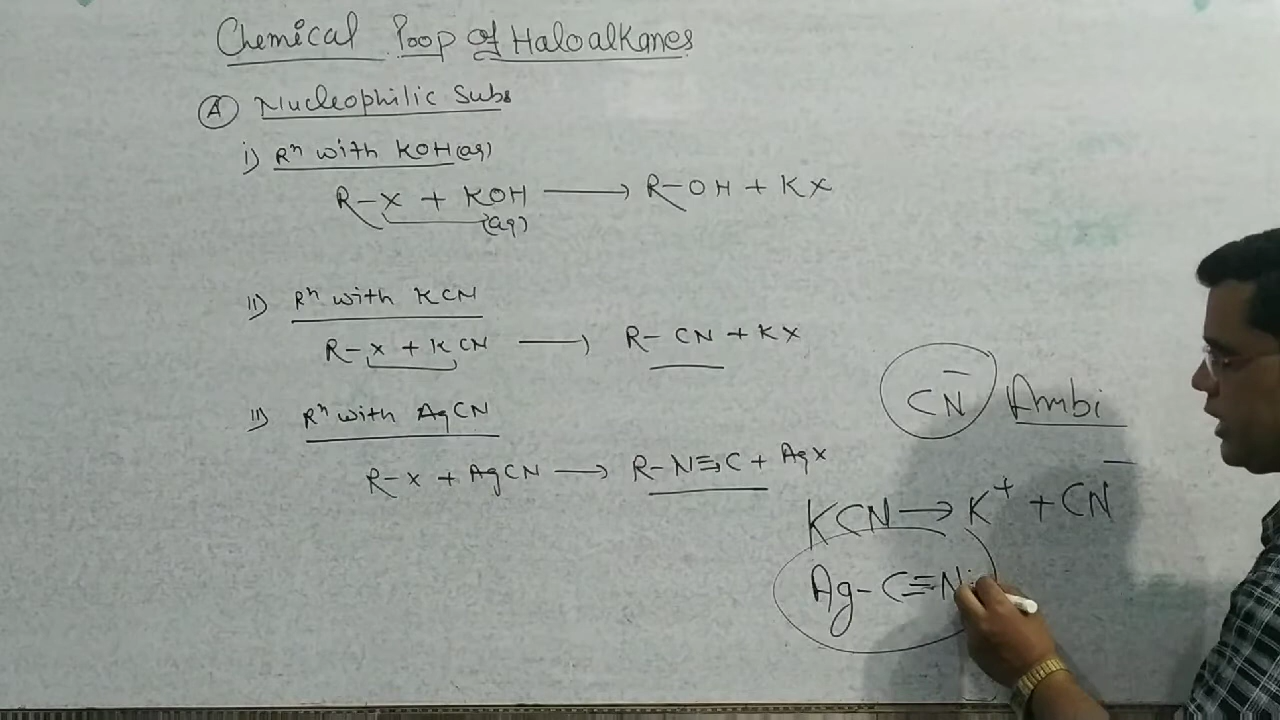 Chemical Prop of Haloalkanes
Ⓐ Nucleophilic Subs
i) Rⁿ with KOH(aq)
R-X + KOH ⟶ R-OH + KX
(aq)
ii) Rⁿ with KCN
R-X + KCN ⟶ R-CN + KX
ii) Rⁿ with AgCN
R-X + AgCN ⟶ R-N≡C + AgX
CN⁻ Ambi
KCN ⟶ K⁺ + CN⁻
Ag-C≡N: